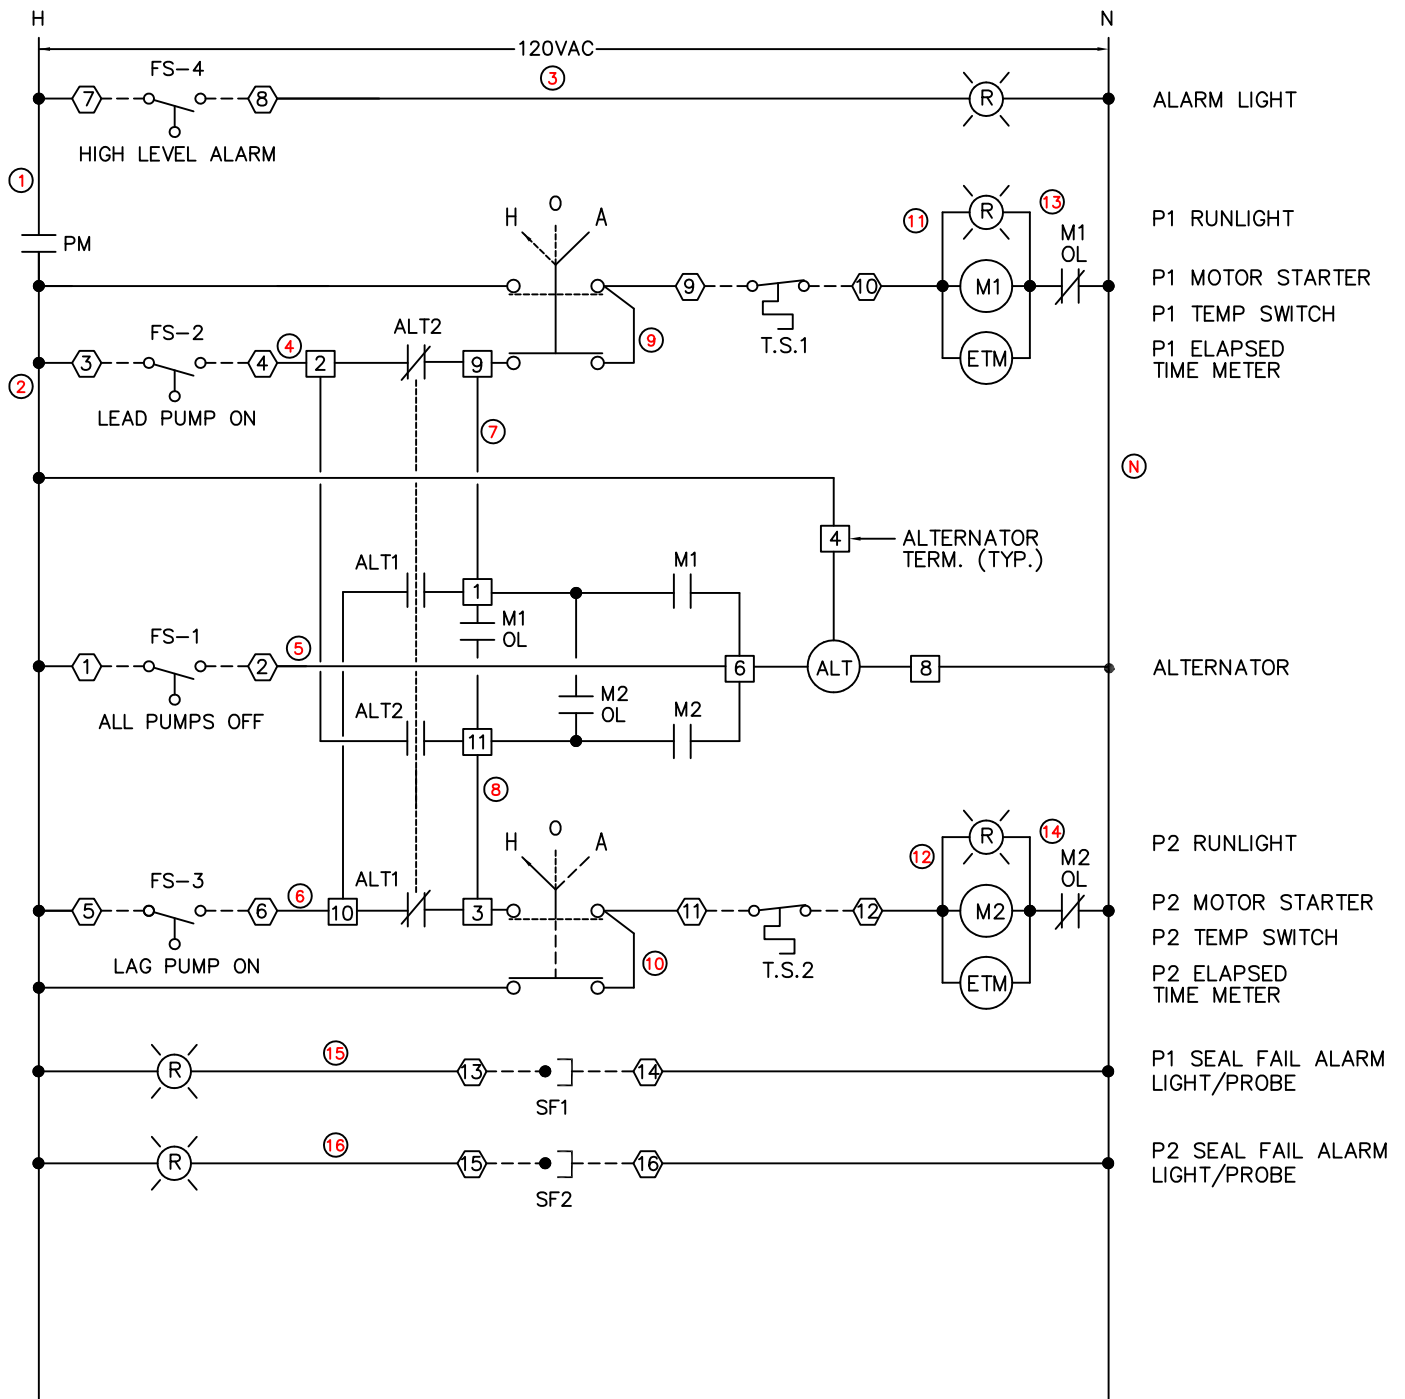 H
N
120VAC
FS-4
3
7
8
R
ALARM LIGHT
HIGH LEVEL ALARM
1
H
O
A
11
R
13
P1 RUNLIGHT
PM
M1
OL
9
10
M1
P1 MOTOR STARTER
P1 TEMP SWITCH
FS-2
ALT2
T.S.1
9
3
4
4
2
9
ETM
P1 ELAPSED
TIME METER
2
LEAD PUMP ON
7
N
4
ALTERNATOR
TERM. (TYP.)
ALT1
M1
1
M1
OL
FS-1
5
1
2
6
ALT
8
ALTERNATOR
M2
OL
ALL PUMPS OFF
ALT2
M2
11
8
H
O
A
12
R
14
P2 RUNLIGHT
M2
OL
FS-3
ALT1
5
6
6
10
3
11
12
M2
P2 MOTOR STARTER
P2 TEMP SWITCH
LAG PUMP ON
10
T.S.2
ETM
P2 ELAPSED
TIME METER
R
15
13
14
SF1
P1 SEAL FAIL ALARM
LIGHT/PROBE
R
16
15
16
SF2
P2 SEAL FAIL ALARM
LIGHT/PROBE